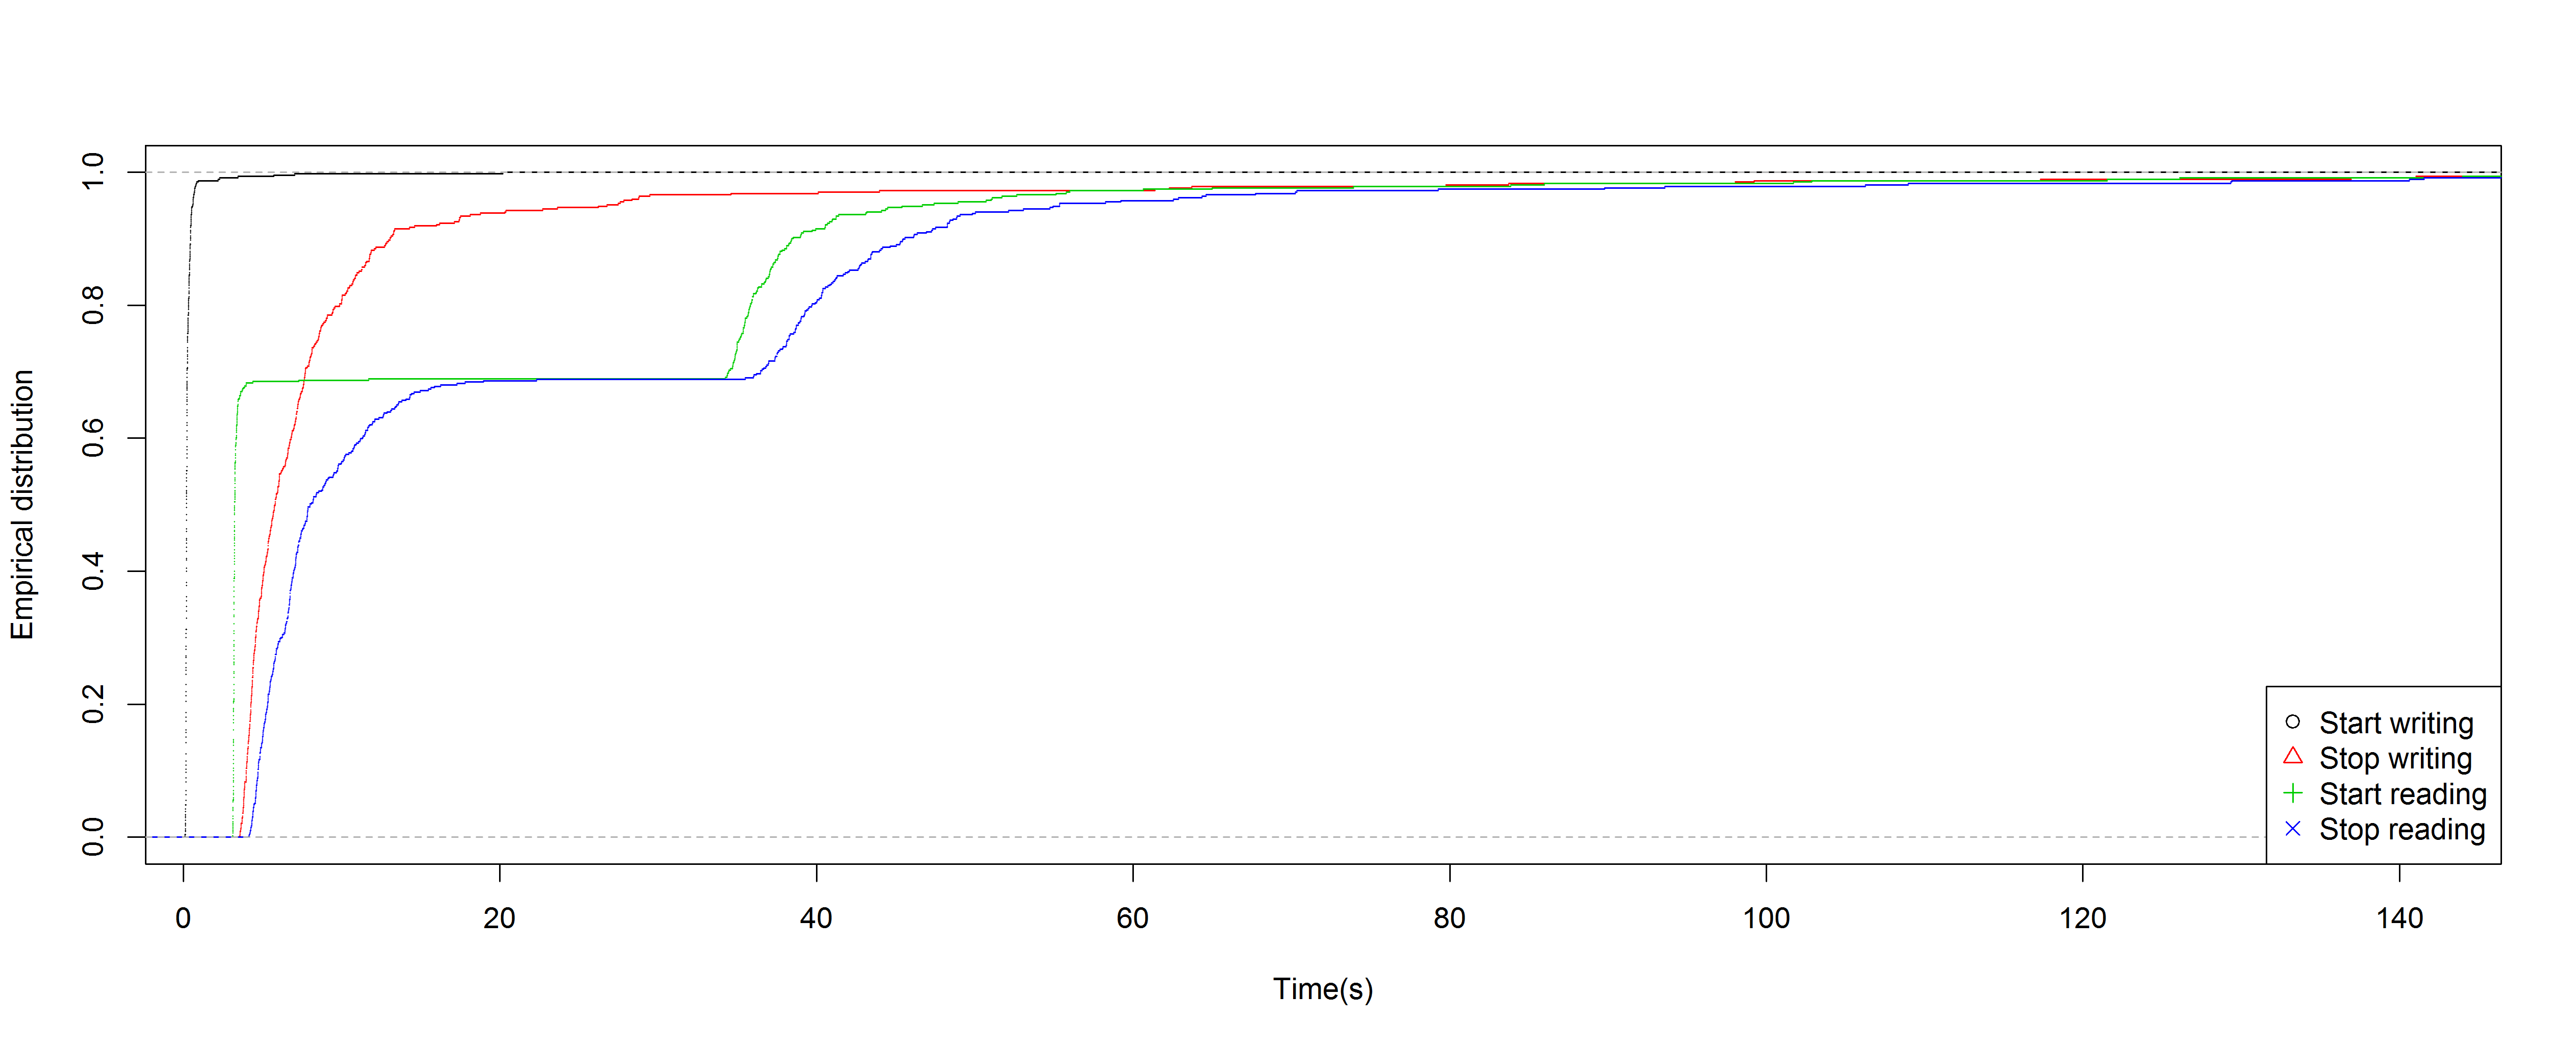 Empirical distribution
1.0
0.8
0.6
0.4
0.2
0.0
Start writing
Stop writing
Start reading
Stop reading
0 20 40 60 80 100 120 140
Time(s)